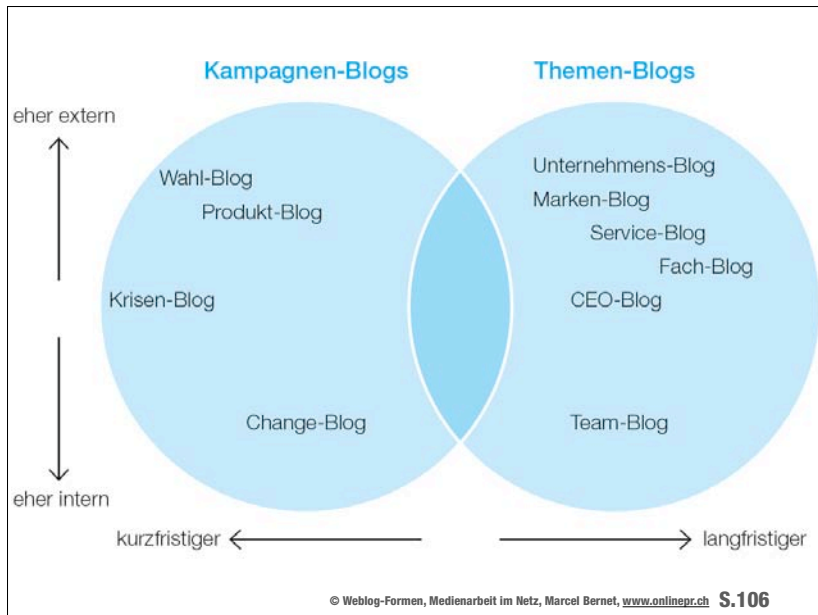 Kampagnen-Blogs Themen-Blogs
eher extern
Unternehmens-Blog
Wahl-Blog
Marken-Blog
Produkt-Blog
Service-Blog
Fach-Blog
Krisen-Blog
CEO-Blog
Change-Blog
Team-Blog
eher intern
kurzfristiger
langfristiger
© Weblog-Formen, Medienarbeit im Netz, Marcel Bernet, www.onlinepr.ch S.106